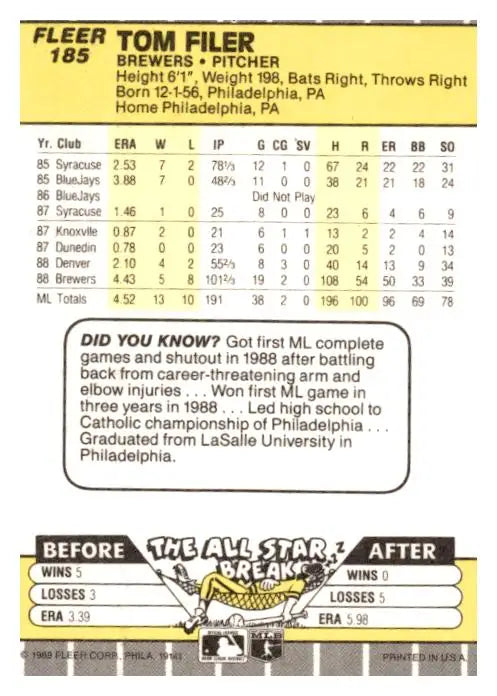 FLEER
185
TOM FILER
BREWERS • PITCHER
Height 6'1", Weight 198, Bats Right, Throws Right
Born 12-1-56, Philadelphia, PA
Home Philadelphia, PA
Yr. Club ERA W L IP G CG SV H R ER BB SO
85 Syracuse 2.53 7 2 78⅓ 12 1 0 67 24 22 22 31
85 BlueJays 3.88 7 0 48⅔ 11 0 0 38 21 21 18 24
86 BlueJays Did Not Play
87 Syracuse 1.46 1 0 25 8 0 0 23 6 4 6 9
87 Knoxvlle 0.87 2 0 21 6 1 1 13 2 2 4 14
87 Dunedin 0.78 0 0 23 6 0 0 20 5 2 0 13
88 Denver 2.10 4 2 55⅔ 8 3 0 40 14 13 9 34
88 Brewers 4.43 5 8 101⅔ 19 2 0 108 54 50 33 39
ML Totals 4.52 13 10 191 38 2 0 196 100 96 69 78
DID YOU KNOW? Got first ML complete
games and shutout in 1988 after battling
back from career-threatening arm and
elbow injuries . . . Won first ML game in
three years in 1988 . . . Led high school to
Catholic championship of Philadelphia . . .
Graduated from LaSalle University in
Philadelphia.
THE ALL STAR
BREAK
zzz
BEFORE
WINS 5
LOSSES 3
ERA 3.39
AFTER
WINS 0
LOSSES 5
ERA 5.98
© 1989 FLEER CORP., PHILA. 19141
MLB
PRINTED IN U.S.A.